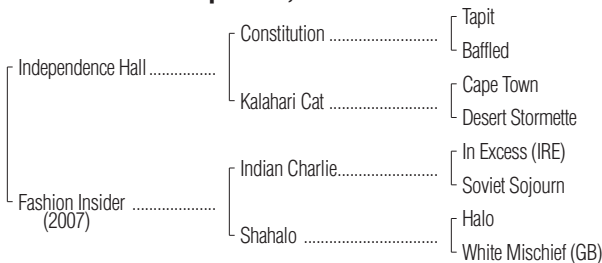 Tapit
Constitution
Baffled
Independence Hall
Cape Town
Kalahari Cat
Desert Stormette
In Excess (IRE)
Indian Charlie
Soviet Sojourn
Fashion Insider
(2007)
Halo
Shahalo
White Mischief (GB)